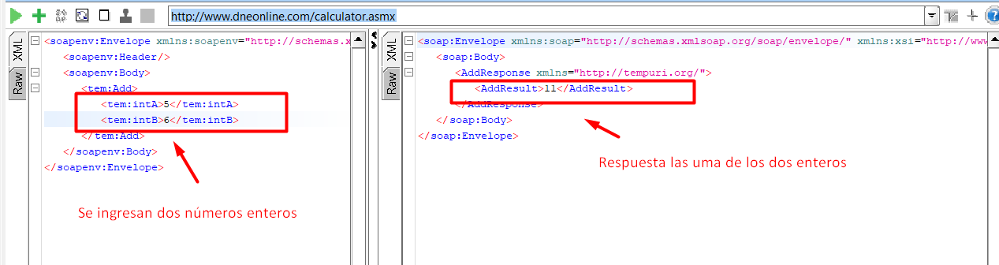 http://www.dneonline.com/calculator.asmx
XML
Raw
<soapenv:Envelope xmlns:soapenv="http://schemas.x
<soapenv:Header/>
<soapenv:Body>
<tem:Add>
<tem:intA>5</tem:intA>
<tem:intB>6</tem:intB>
</tem:Add>
</soapenv:Body>
</soapenv:Envelope>
Se ingresan dos números enteros
XML
Raw
<soap:Envelope xmlns:soap="http://schemas.xmlsoap.org/soap/envelope/" xmlns:xsi="http://www
<soap:Body>
<AddResponse xmlns="http://tempuri.org/">
<AddResult>11</AddResult>
</AddResponse>
</soap:Body>
</soap:Envelope>
Respuesta las uma de los dos enteros